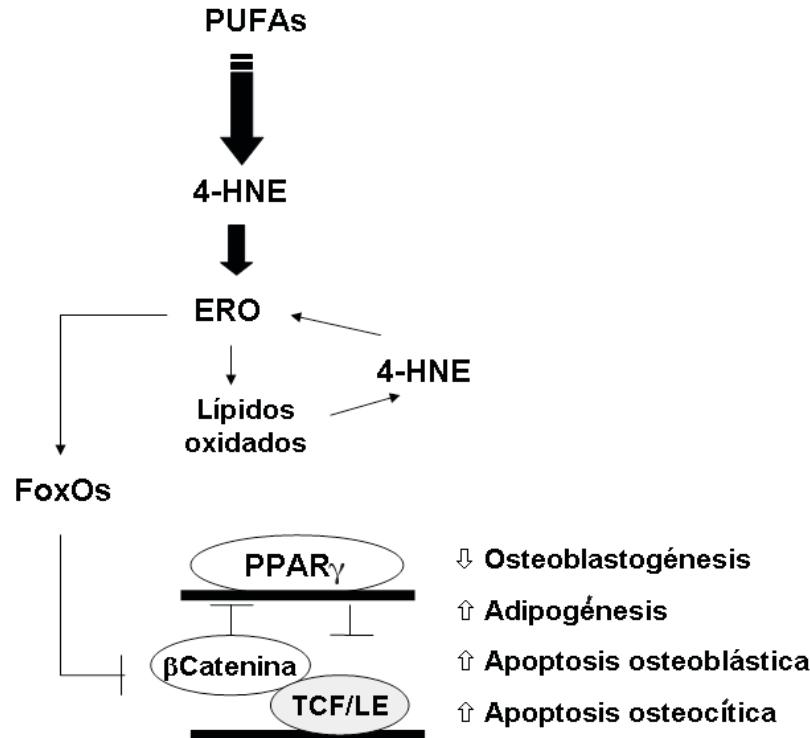 PUFAs
4-HNE
ERO
4-HNE
Lípidos
oxidados
FoxOs
PPARγ
βCatenina
TCF/LE
⇩ Osteoblastogénesis
⇧ Adipogénesis
⇧ Apoptosis osteoblástica
⇧ Apoptosis osteocítica